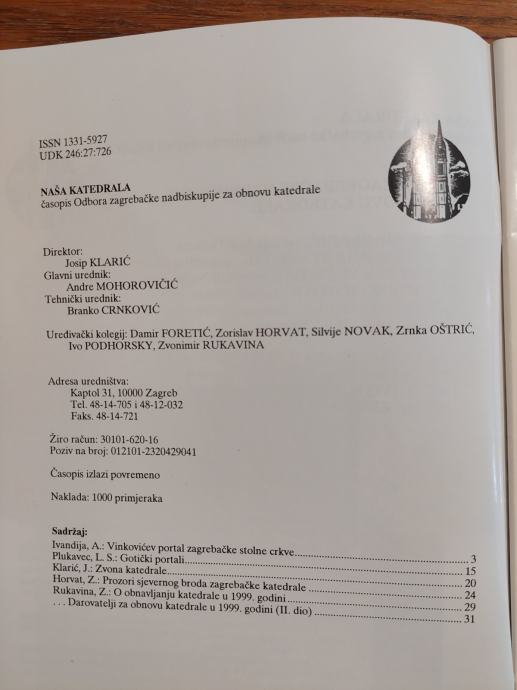 ISSN 1331-5927
UDK 246:27:726
NAŠA KATEDRALA
časopis Odbora zagrebačke nadbiskupije za obnovu katedrale
Direktor:
Josip KLARIĆ
Glavni urednik:
Andre MOHOROVIČIĆ
Tehnički urednik:
Branko CRNKOVIĆ
Uređivački kolegij: Damir FORETIĆ, Zorislav HORVAT, Silvije NOVAK, Zrnka OŠTRIĆ,
Ivo PODHORSKY, Zvonimir RUKAVINA
Adresa uredništva:
Kaptol 31, 10000 Zagreb
Tel. 48-14-705 i 48-12-032
Faks. 48-14-721
Žiro račun: 30101-620-16
Poziv na broj: 012101-2320429041
Časopis izlazi povremeno
Naklada: 1000 primjeraka
Sadržaj:
Ivandija, A.: Vinkovićev portal zagrebačke stolne crkve 3
Plukavec, L. S.: Gotički portali 15
Klarić, J.: Zvona katedrale 20
Horvat, Z.: Prozori sjevernog broda zagrebačke katedrale 24
Rukavina, Z.: O obnavljanju katedrale u 1999. godini 29
. . . Darovatelji za obnovu katedrale u 1999. godini (II. dio) 31